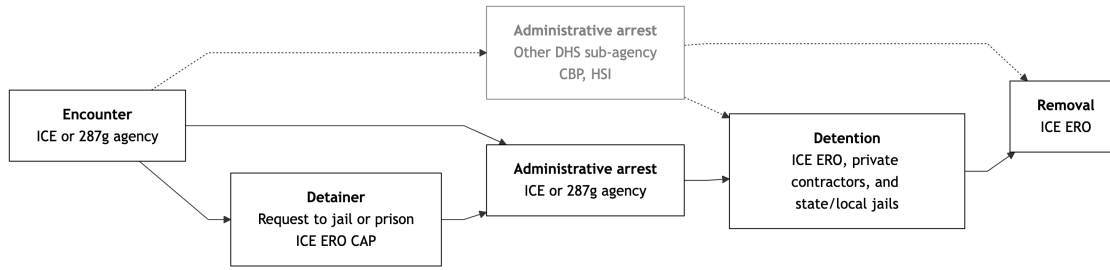 Administrative arrest
Other DHS sub-agency
CBP, HSI
Encounter
ICE or 287g agency
Removal
ICE ERO
Detention
ICE ERO, private
contractors, and
state/local jails
Administrative arrest
ICE or 287g agency
Detainer
Request to jail or prison
ICE ERO CAP